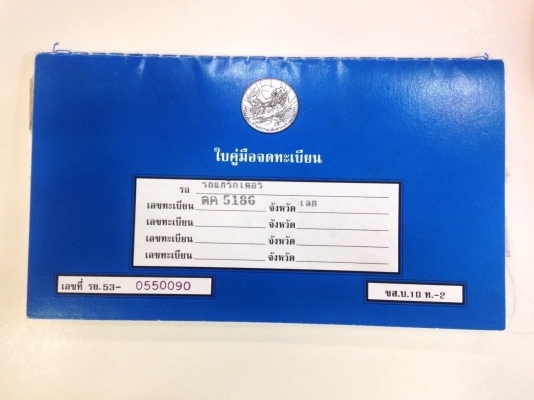 ใบคู่มือจดทะเบียน
รถ รถแทรกเตอร์
เลขทะเบียน ตค 5186 จังหวัด เลย
เลขทะเบียน จังหวัด
เลขทะเบียน จังหวัด
เลขทะเบียน จังหวัด
เลขที่ รย.53- 0550090
ขส.บ.10 ท.-2